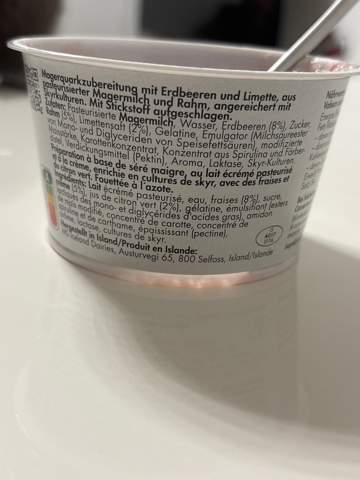 Magerquarkzubereitung mit Erdbeeren und Limette, aus
pasteurisierter Magermilch und Rahm, angereichert mit
Skyrkulturen. Mit Stickstoff aufgeschlagen.
Zutaten: Pasteurisierte Magermilch, Wasser, Erdbeeren (8%), Zucker,
Rahm (5%), Limettensaft (2%), Gelatine, Emulgator (Milchsäureester
von Mono- und Diglyceriden von Speisefettsäuren), modifizierte
Karottenkonzentrat, Konzentrat aus Spirulina und Färber-
Verdickungsmittel (Pektin), Aroma, Laktase, Skyr-Kulturen.
Préparation à base de séré maigre, au lait écrémé pasteurisé
et à la crème, enrichie en cultures de skyr, avec des fraises et
du citron vert. Fouettée à l'azote.
Lait écrémé pasteurisé, eau, fraises (8%), sucre,
crème (5%), jus de citron vert (2%), gélatine, émulsifiant (esters
de mono- et diglycérides d'acides gras), amidon
modifié, concentré de carotte, concentré de
et de carthame, épaississant (pectine),
lactase, cultures de skyr.
Hergestellt in Island/Produit en Islande:
Iceland Dairies, Austurvegi 65, 800 Selfoss, Island/Islande